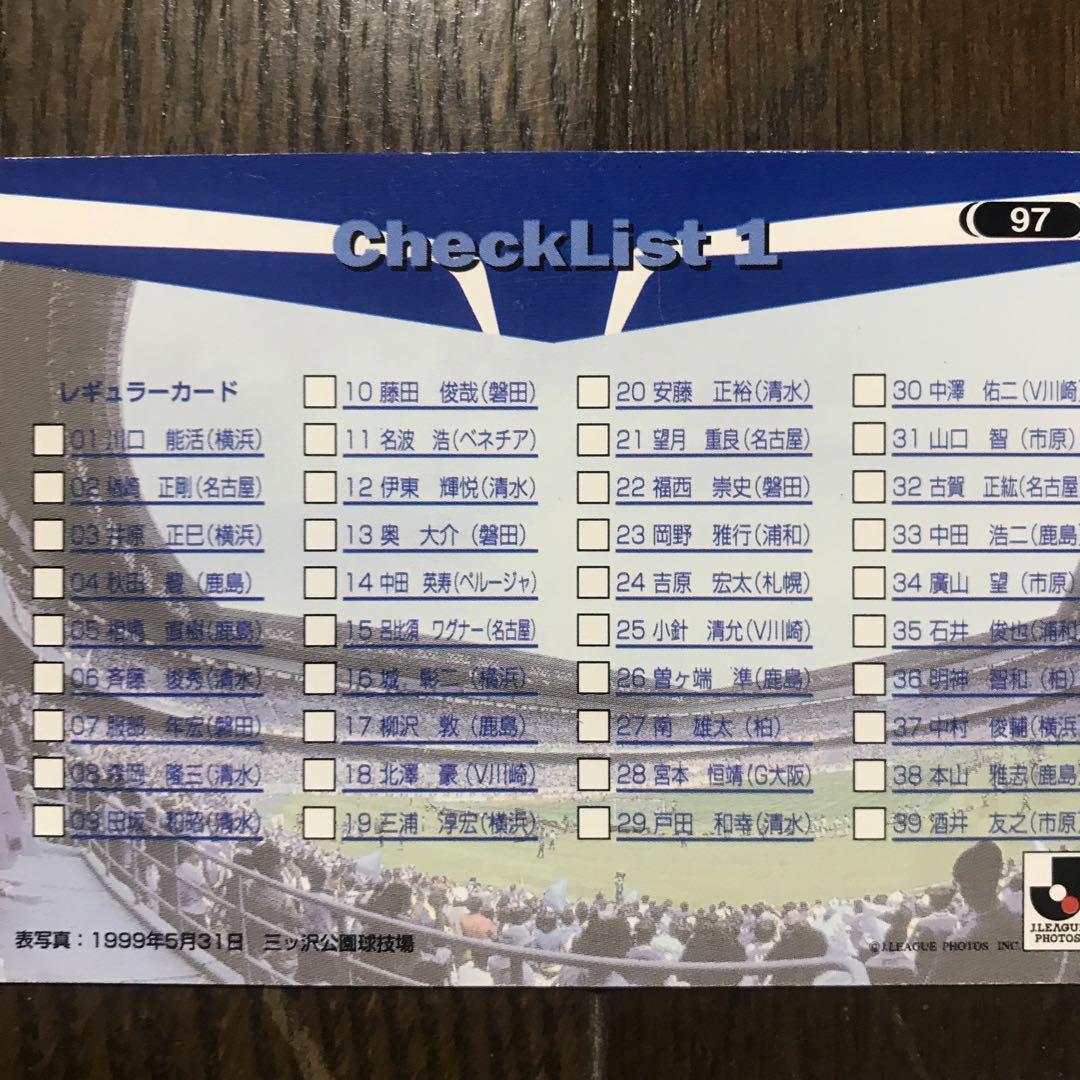 CheckList 1
97
レギュラーカード
01 川口 能活(横浜)
02 楢崎 正剛(名古屋)
03 井原 正巳(横浜)
04 秋田 豊(鹿島)
05 相馬 直樹(鹿島)
06 斉藤 俊秀(清水)
07 服部 年宏(磐田)
08 森岡 隆三(清水)
09 田坂 和昭(清水)
10 藤田 俊哉(磐田)
11 名波 浩(ベネチア)
12 伊東 輝悦(清水)
13 奥 大介(磐田)
14 中田 英寿(ペルージャ)
15 呂比須 ワグナー(名古屋)
16 城 彰二(横浜)
17 柳沢 敦(鹿島)
18 北澤 豪(V川崎)
19 三浦 淳宏(横浜)
20 安藤 正裕(清水)
21 望月 重良(名古屋)
22 福西 崇史(磐田)
23 岡野 雅行(浦和)
24 吉原 宏太(札幌)
25 小針 清允(V川崎)
26 曽ヶ端 準(鹿島)
27 南 雄太(柏)
28 宮本 恒靖(G大阪)
29 戸田 和幸(清水)
30 中澤 佑二(V川崎)
31 山口 智(市原)
32 古賀 正紘(名古屋
33 中田 浩二(鹿島
34 廣山 望(市原)
35 石井 俊也(浦和
36 明神 智和(柏)
37 中村 俊輔(横浜
38 本山 雅志(鹿島
39 酒井 友之(市原
表写真：1999年5月31日 三ッ沢公園球技場
©J.LEAGUE PHOTOS INC.
J.LEAGUE
PHOTOS